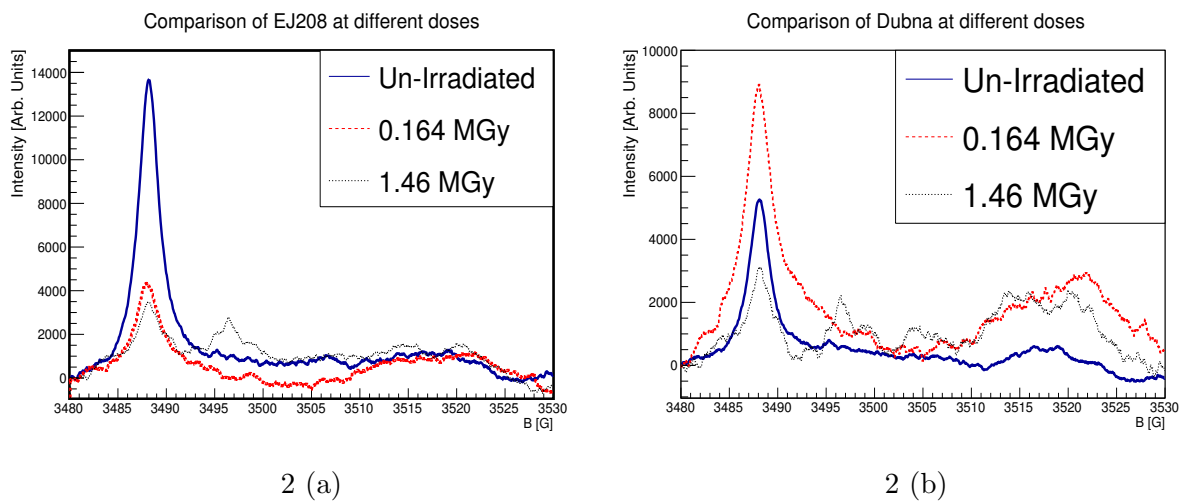 Comparison of EJ208 at different doses
Intensity [Arb. Units]
14000
12000
10000
8000
6000
4000
2000
0
Un-Irradiated
0.164 MGy
1.46 MGy
3480 3485 3490 3495 3500 3505 3510 3515 3520 3525 3530
B [G]
2 (a)
Comparison of Dubna at different doses
Intensity [Arb. Units]
10000
8000
6000
4000
2000
0
Un-Irradiated
0.164 MGy
1.46 MGy
3480 3485 3490 3495 3500 3505 3510 3515 3520 3525 3530
B [G]
2 (b)